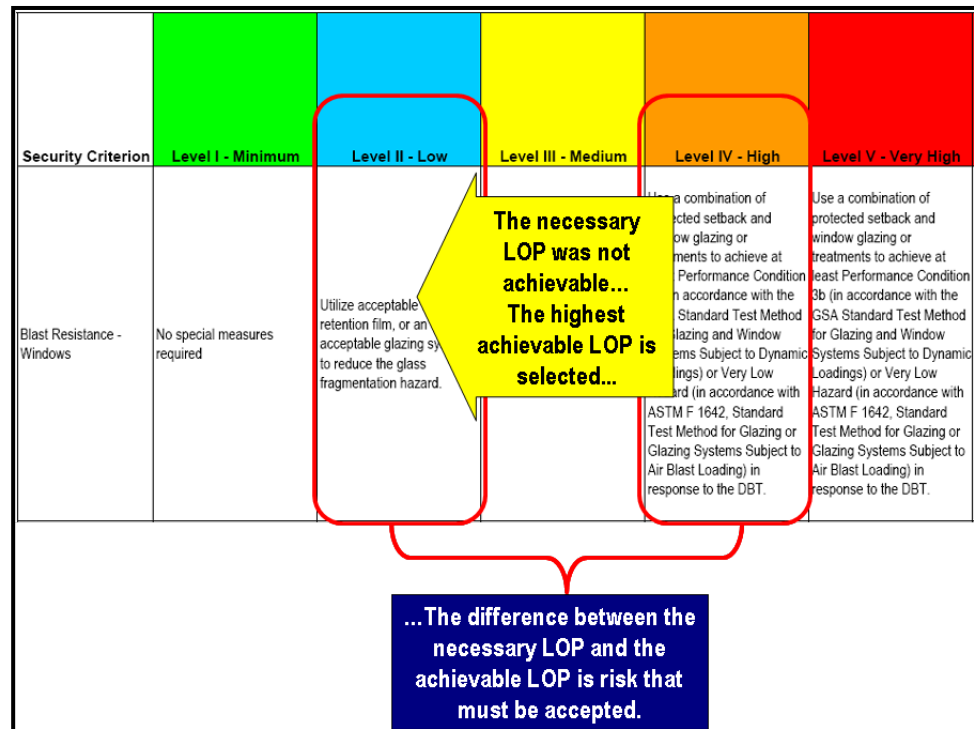 Security Criterion
Level I - Minimum
Level II - Low
Level III - Medium
Level IV - High
Level V - Very High
Blast Resistance -
Windows
No special measures
required
Utilize acceptable
retention film, or an
acceptable glazing
to reduce the glass
fragmentation hazard.
The necessary
LOP was not
achievable...
The highest
achievable LOP is
selected...
a combination of
setback and
glazing or
to achieve at
Performance Condition
in accordance with the
Standard Test Method
Glazing and Window
Subject to Dynamic
or Very Low
(in accordance with
ASTM F 1642, Standard
Test Method for Glazing or
Glazing Systems Subject to
Air Blast Loading) in
response to the DBT.
Use a combination of
protected setback and
window glazing or
treatments to achieve at
least Performance Condition
3b (in accordance with the
GSA Standard Test Method
for Glazing and Window
Systems Subject to Dynamic
Loadings) or Very Low
Hazard (in accordance with
ASTM F 1642, Standard
Test Method for Glazing or
Glazing Systems Subject to
Air Blast Loading) in
response to the DBT.
...The difference between the
necessary LOP and the
achievable LOP is risk that
must be accepted.